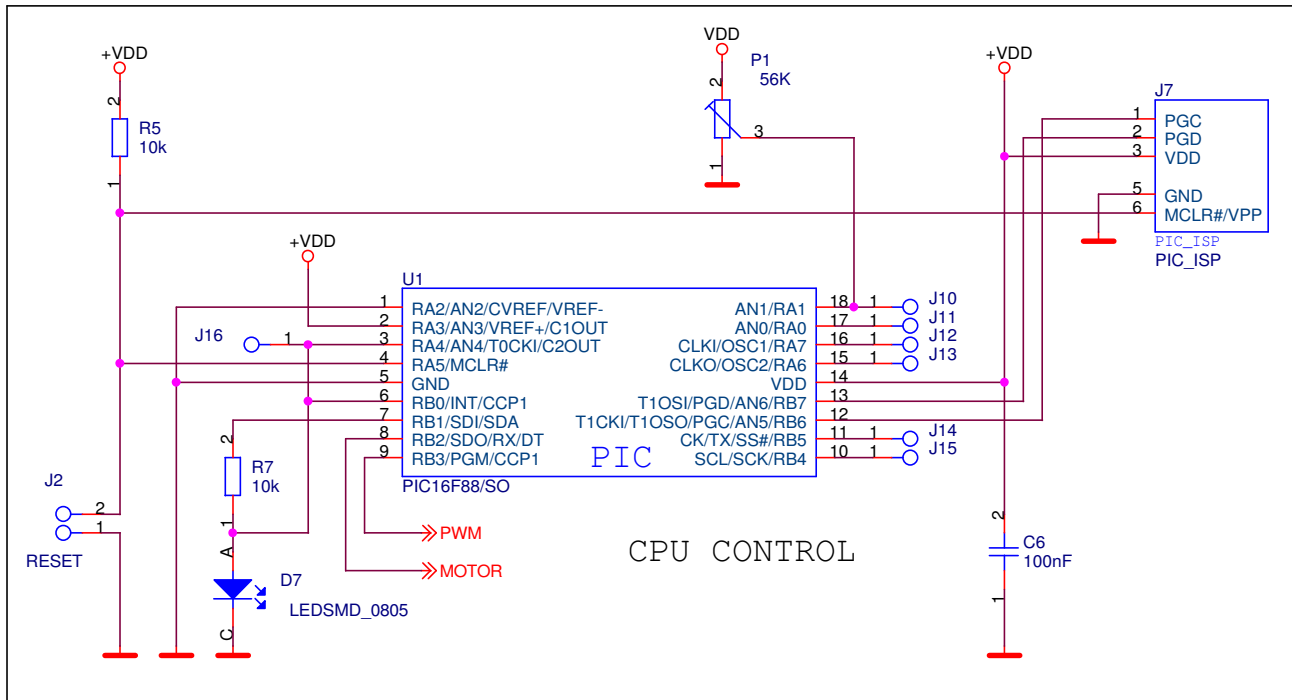 +VDD
R5
10k
2
1
VDD
P1
56K
2
3
1
+VDD
J7
1 PGC
2 PGD
3 VDD
5 GND
6 MCLR#/VPP
PIC_ISP
PIC_ISP
+VDD
U1
J16
1
1 RA2/AN2/CVREF/VREF-
2 RA3/AN3/VREF+/C1OUT
3 RA4/AN4/T0CKI/C2OUT
4 RA5/MCLR#
5 GND
6 RB0/INT/CCP1
7 RB1/SDI/SDA
8 RB2/SDO/RX/DT
9 RB3/PGM/CCP1
AN1/RA1 18 1 J10
AN0/RA0 17 1 J11
CLKI/OSC1/RA7 16 1 J12
CLKO/OSC2/RA6 15 1 J13
VDD 14
T1OSI/PGD/AN6/RB7 13
T1CKI/T1OSO/PGC/AN5/RB6 12
CK/TX/SS#/RB5 11 1 J14
SCL/SCK/RB4 10 1 J15
PIC
PIC16F88/SO
2
R7
10k
1
J2
2
1
RESET
A
D7
LEDSMD_0805
C
PWM
MOTOR
CPU CONTROL
2
C6
100nF
1